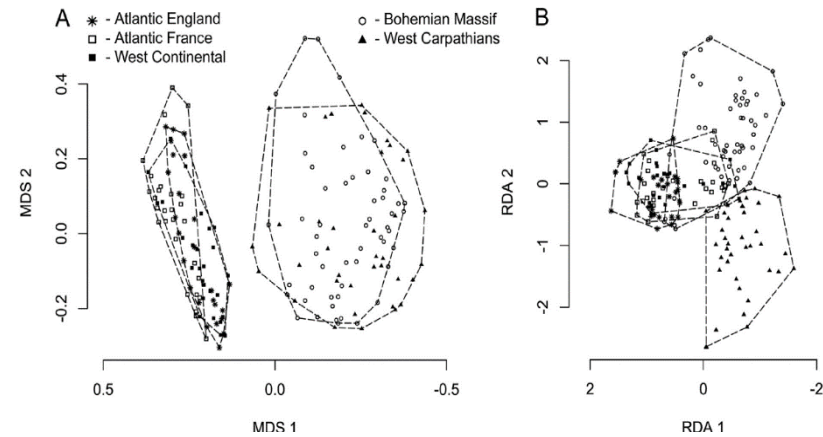 A
B
- Atlantic England
- Atlantic France
- West Continental
- Bohemian Massif
- West Carpathians
MDS 2
0.4
0.2
0.0
-0.2
0.5
0.0
-0.5
MDS 1
RDA 2
2
1
0
-1
-2
2
0
-2
RDA 1